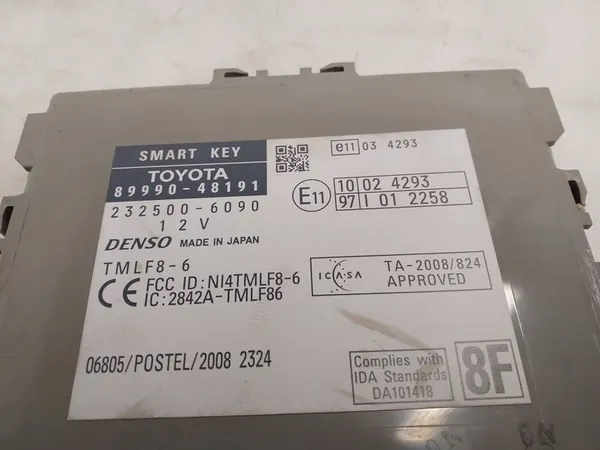 SMART KEY
TOYOTA
89990-48191
232500-6090
12V
DENSO MADE IN JAPAN
TMLF8-6
CE FCC ID:NI4TMLF8-6
IC:2842A-TMLF86
06805/POSTEL/2008 2324
e11 03 4293
E11
10 02 4293
97 I 01 2258
ICASA
TA-2008/824
APPROVED
Complies with
IDA Standards
DA101418
8F